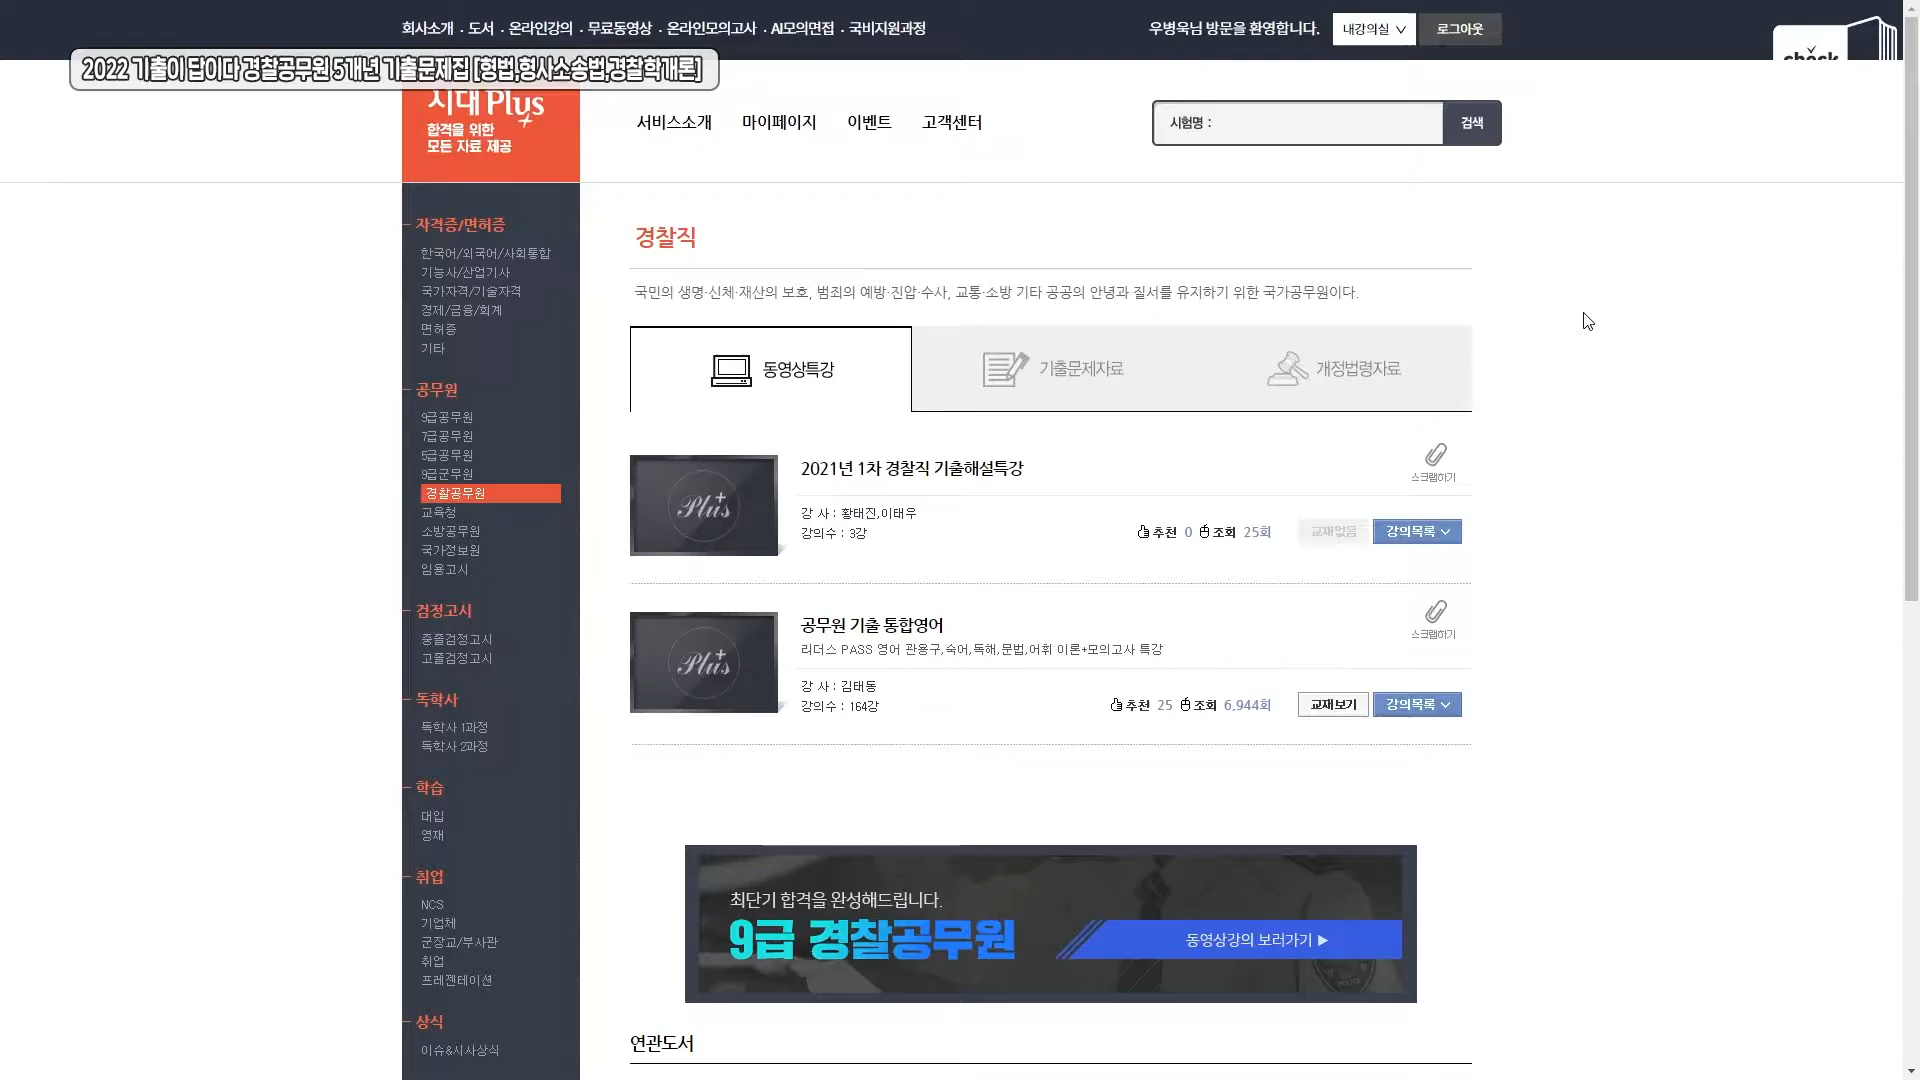 회사소개 . 도서 . 온라인강의 . 무료동영상 . 온라인모의고사 . AI모의면접 . 국비지원과정
우병욱님 방문을 환영합니다.
내강의실
로그아웃
check
2022 기출이 답이다 경찰공무원 5개년 기출문제집 [형법,형사소송법,경찰학개론]
시대 Plus
합격을 위한
모든 자료 제공
서비스소개
마이페이지
이벤트
고객센터
시험명 :
검색
자격증/면허증
한국어/외국어/사회통합
기능사/산업기사
국가자격/기술자격
경제/금융/회계
면허증
기타
공무원
9급공무원
7급공무원
5급공무원
9급군무원
경찰공무원
교육청
소방공무원
국가정보원
임용고시
검정고시
중졸검정고시
고졸검정고시
독학사
독학사 1과정
독학사 2과정
학습
대입
영재
취업
NCS
기업체
군장교/부사관
취업
프레젠테이션
상식
이슈&시사상식
경찰직
국민의 생명·신체·재산의 보호, 범죄의 예방·진압·수사, 교통·소방 기타 공공의 안녕과 질서를 유지하기 위한 국가공무원이다.
동영상특강
기출문제자료
개정법령자료
2021년 1차 경찰직 기출해설특강
스크랩하기
강 사 : 황태진,이태우
강의수 : 3강
추천 0 조회 25회
교재없음
강의목록
공무원 기출 통합영어
리더스 PASS 영어 관용구,숙어,독해,문법,어휘 이론+모의고사 특강
스크랩하기
강 사 : 김태동
강의수 : 164강
추천 25 조회 6,944회
교재보기
강의목록
Plus
Plus
최단기 합격을 완성해드립니다.
9급 경찰공무원
동영상강의 보러가기 ▶
연관도서